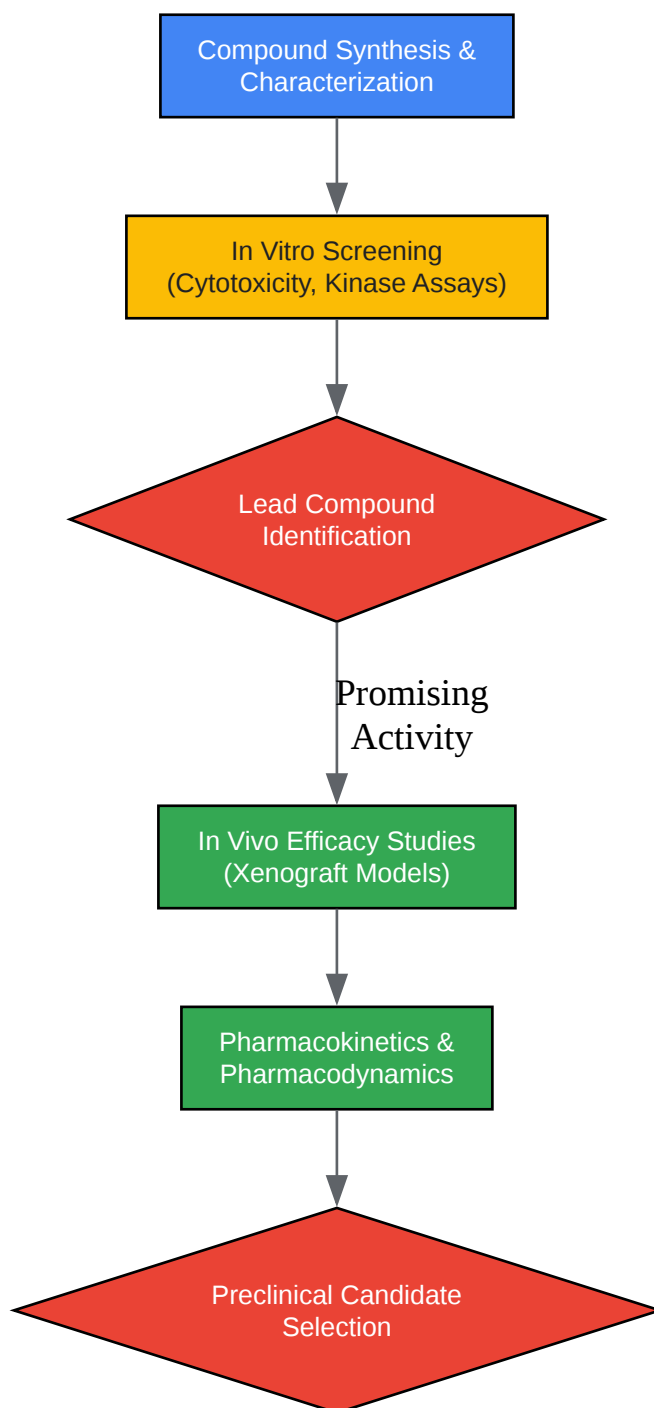 Compound Synthesis &
Characterization
In Vitro Screening
(Cytotoxicity, Kinase Assays)
Lead Compound
Identification
Promising
Activity
In Vivo Efficacy Studies
(Xenograft Models)
Pharmacokinetics &
Pharmacodynamics
Preclinical Candidate
Selection